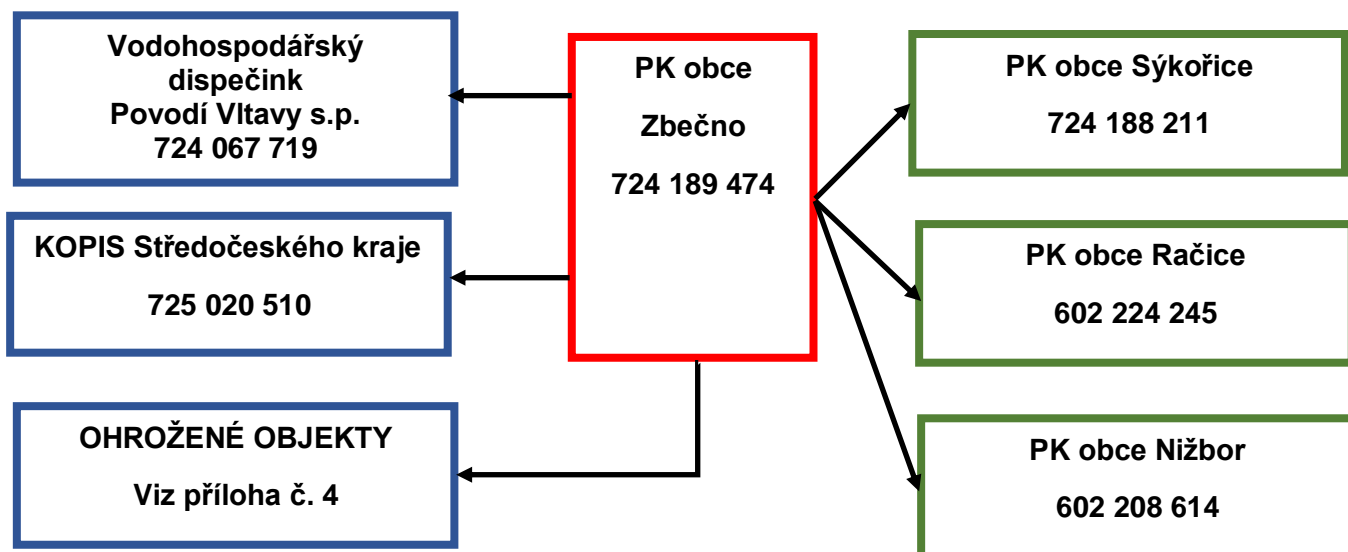 Vodohospodářský
dispečink
Povodí Vltavy s.p.
724 067 719
KOPIS Středočeského kraje
725 020 510
OHROŽENÉ OBJEKTY
Viz příloha č. 4
PK obce
Zbečno
724 189 474
PK obce Sýkořice
724 188 211
PK obce Račice
602 224 245
PK obce Nižbor
602 208 614